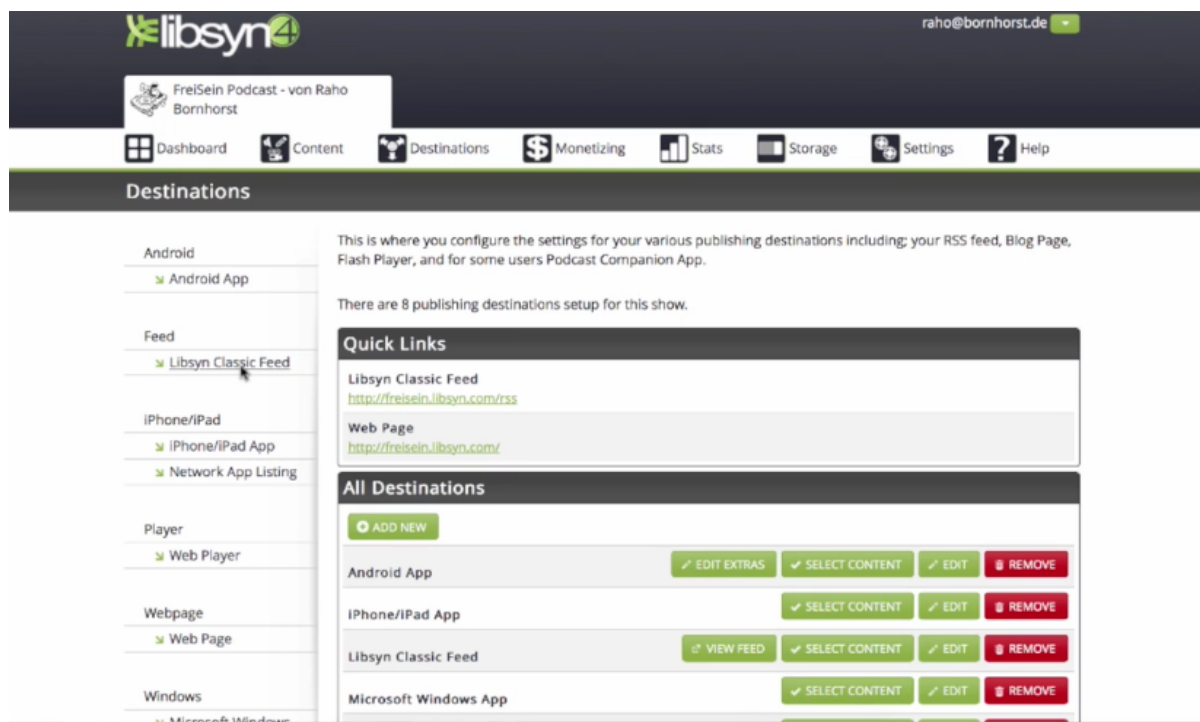 libsyn4
raho@bornhorst.de
FreiSein Podcast - von Raho
Bornhorst
Dashboard
Content
Destinations
Monetizing
Stats
Storage
Settings
Help
Destinations
Android
Android App
Feed
Libsyn Classic Feed
iPhone/iPad
iPhone/iPad App
Network App Listing
Player
Web Player
Webpage
Web Page
Windows
Microsoft Windows
This is where you configure the settings for your various publishing destinations including; your RSS feed, Blog Page,
Flash Player, and for some users Podcast Companion App.
There are 8 publishing destinations setup for this show.
Quick Links
Libsyn Classic Feed
http://freisein.libsyn.com/rss
Web Page
http://freisein.libsyn.com/
All Destinations
ADD NEW
Android App EDIT EXTRAS SELECT CONTENT EDIT REMOVE
iPhone/iPad App SELECT CONTENT EDIT REMOVE
Libsyn Classic Feed VIEW FEED SELECT CONTENT EDIT REMOVE
Microsoft Windows App SELECT CONTENT EDIT REMOVE